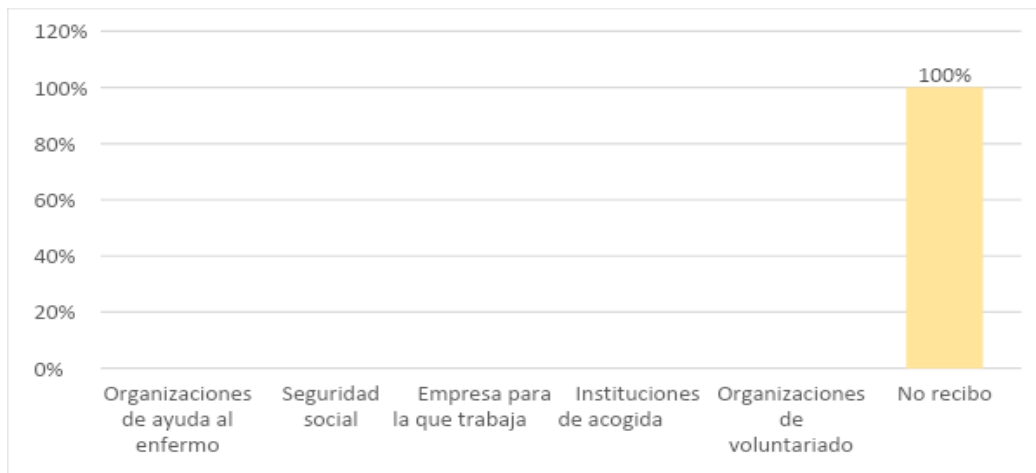 120%
100%
80%
60%
40%
20%
0%
100%
Organizaciones de ayuda al enfermo
Seguridad social
Empresa para la que trabaja
Instituciones de acogida
Organizaciones de voluntariado
No recibo